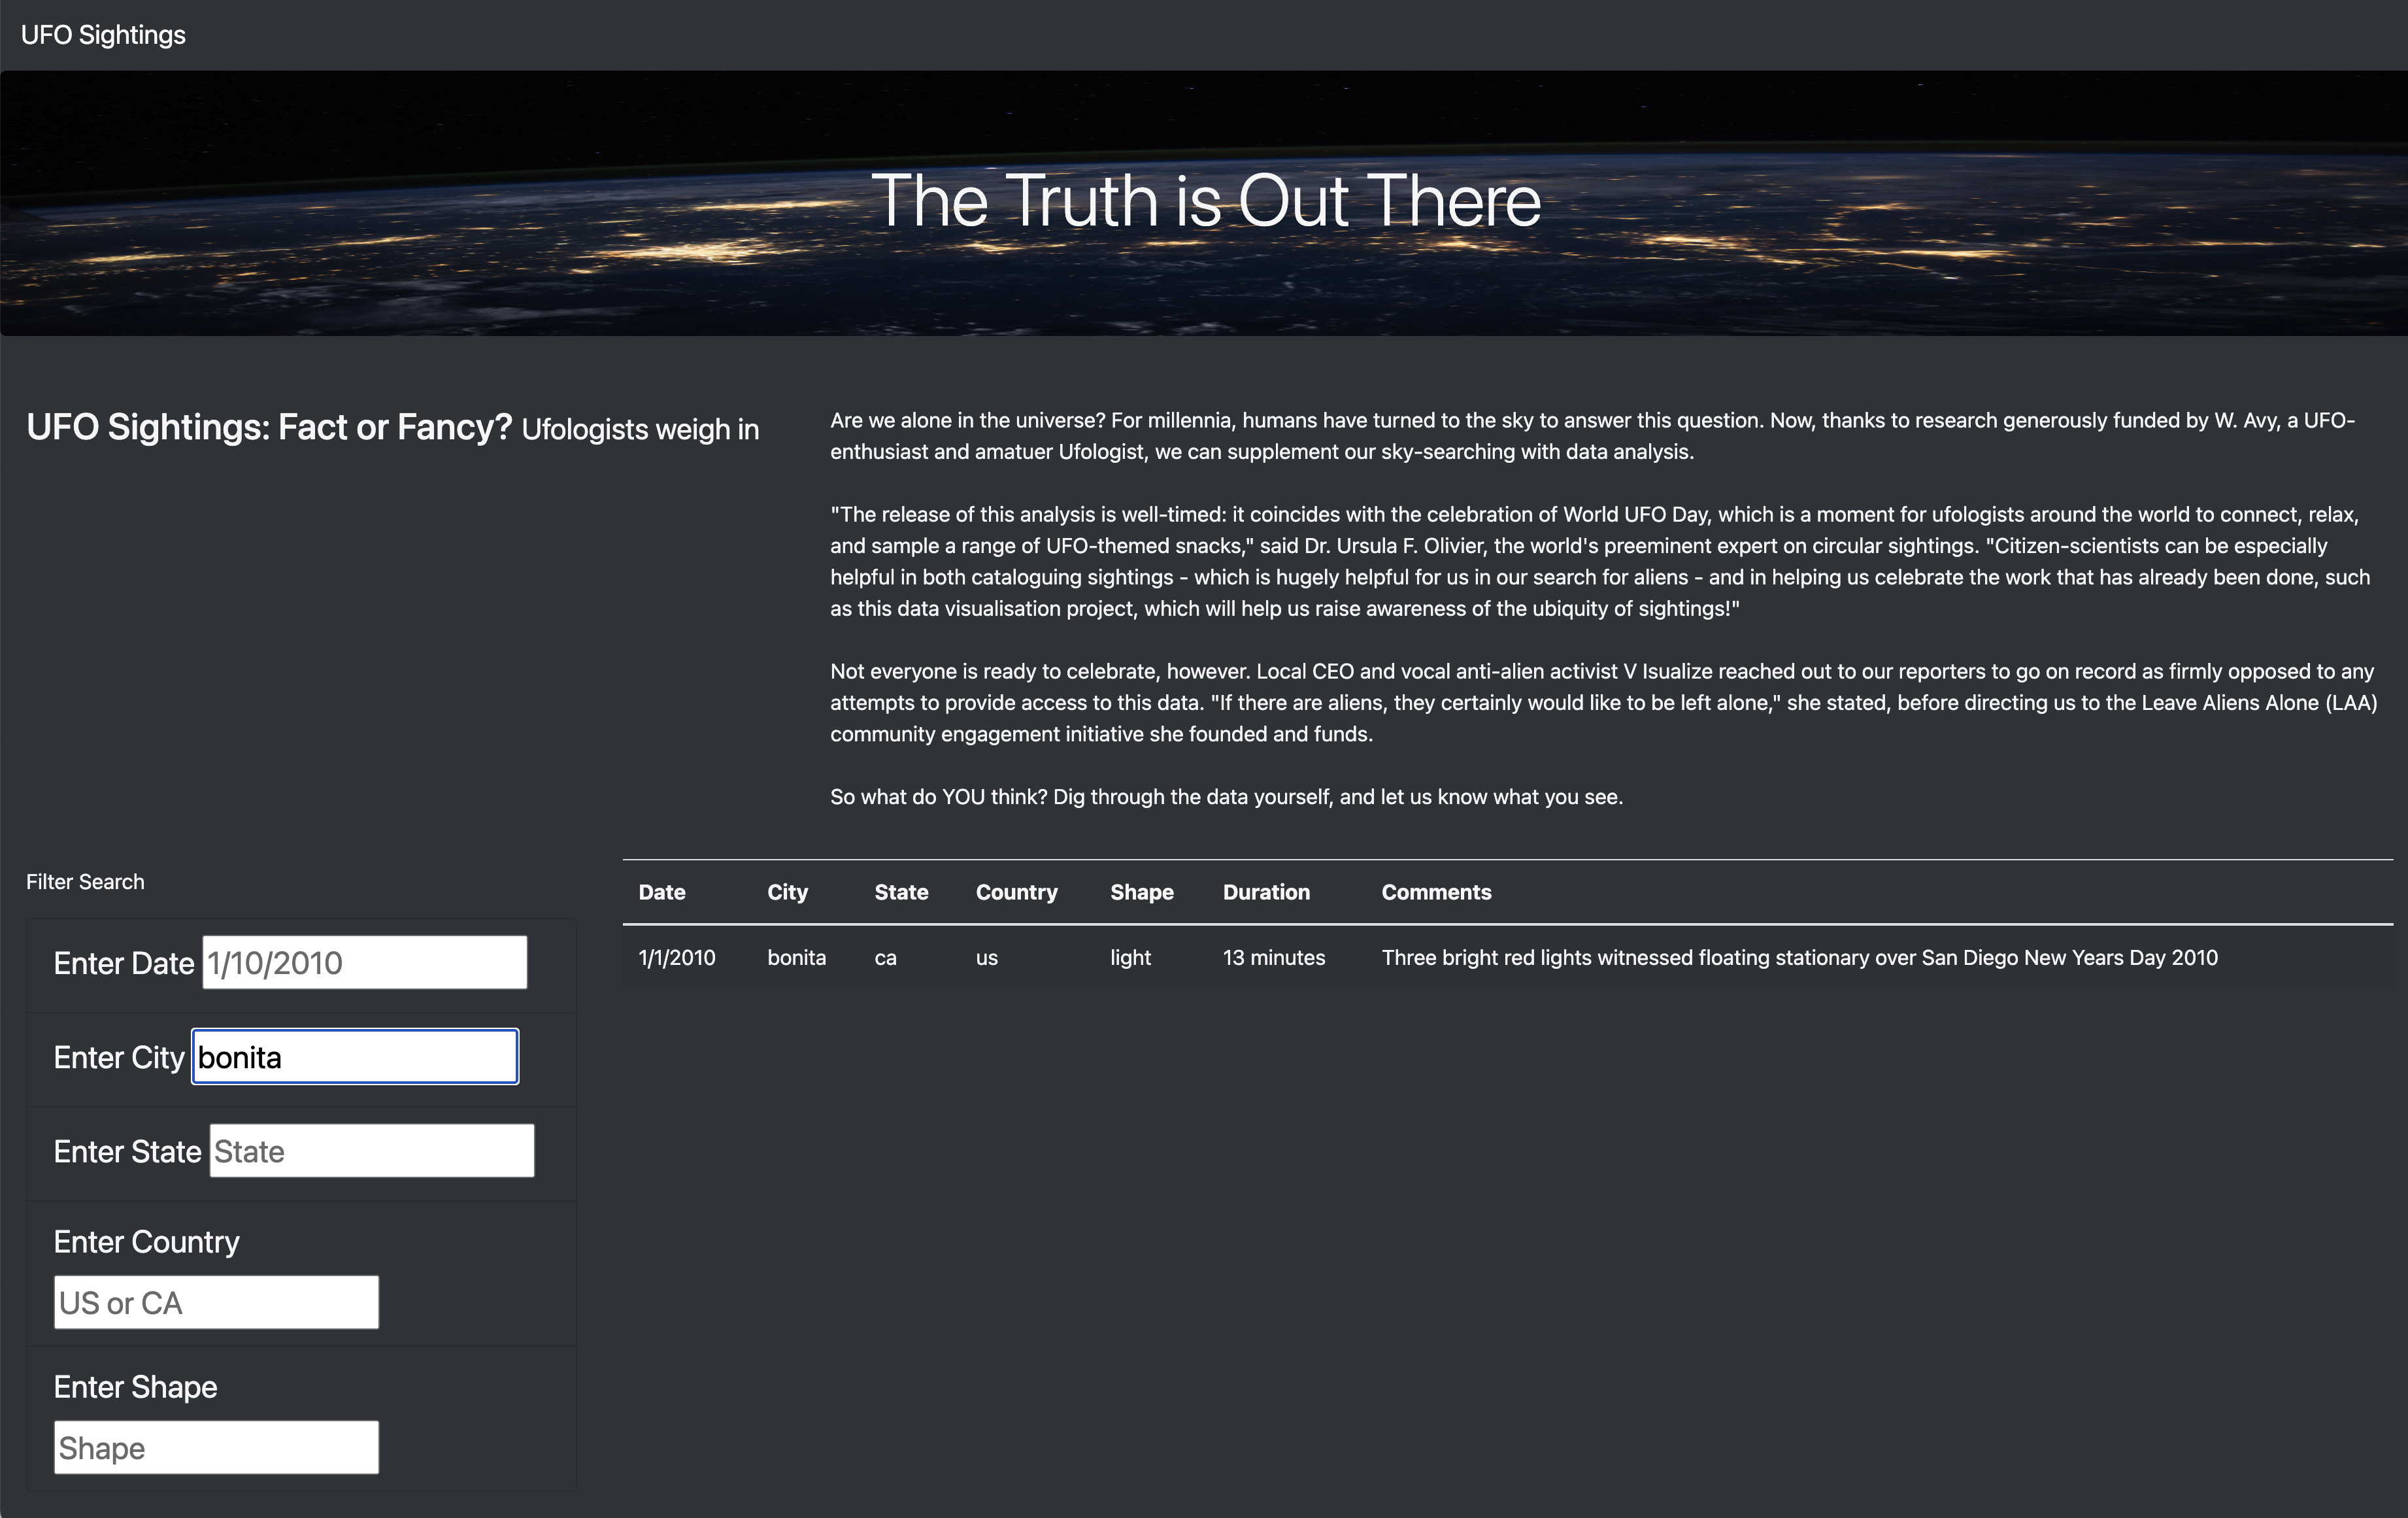 UFO Sightings
The Truth is Out There
UFO Sightings: Fact or Fancy? Ufologists weigh in
Are we alone in the universe? For millennia, humans have turned to the sky to answer this question. Now, thanks to research generously funded by W. Avy, a UFO-
enthusiast and amatuer Ufologist, we can supplement our sky-searching with data analysis.
"The release of this analysis is well-timed: it coincides with the celebration of World UFO Day, which is a moment for ufologists around the world to connect, relax,
and sample a range of UFO-themed snacks," said Dr. Ursula F. Olivier, the world's preeminent expert on circular sightings. "Citizen-scientists can be especially
helpful in both cataloguing sightings - which is hugely helpful for us in our search for aliens - and in helping us celebrate the work that has already been done, such
as this data visualisation project, which will help us raise awareness of the ubiquity of sightings!"
Not everyone is ready to celebrate, however. Local CEO and vocal anti-alien activist V Isualize reached out to our reporters to go on record as firmly opposed to any
attempts to provide access to this data. "If there are aliens, they certainly would like to be left alone," she stated, before directing us to the Leave Aliens Alone (LAA)
community engagement initiative she founded and funds.
So what do YOU think? Dig through the data yourself, and let us know what you see.
Filter Search
Enter Date 1/10/2010
Enter City bonita
Enter State State
Enter Country
US or CA
Enter Shape
Shape
Date City State Country Shape Duration Comments
1/1/2010 bonita ca us light 13 minutes Three bright red lights witnessed floating stationary over San Diego New Years Day 2010